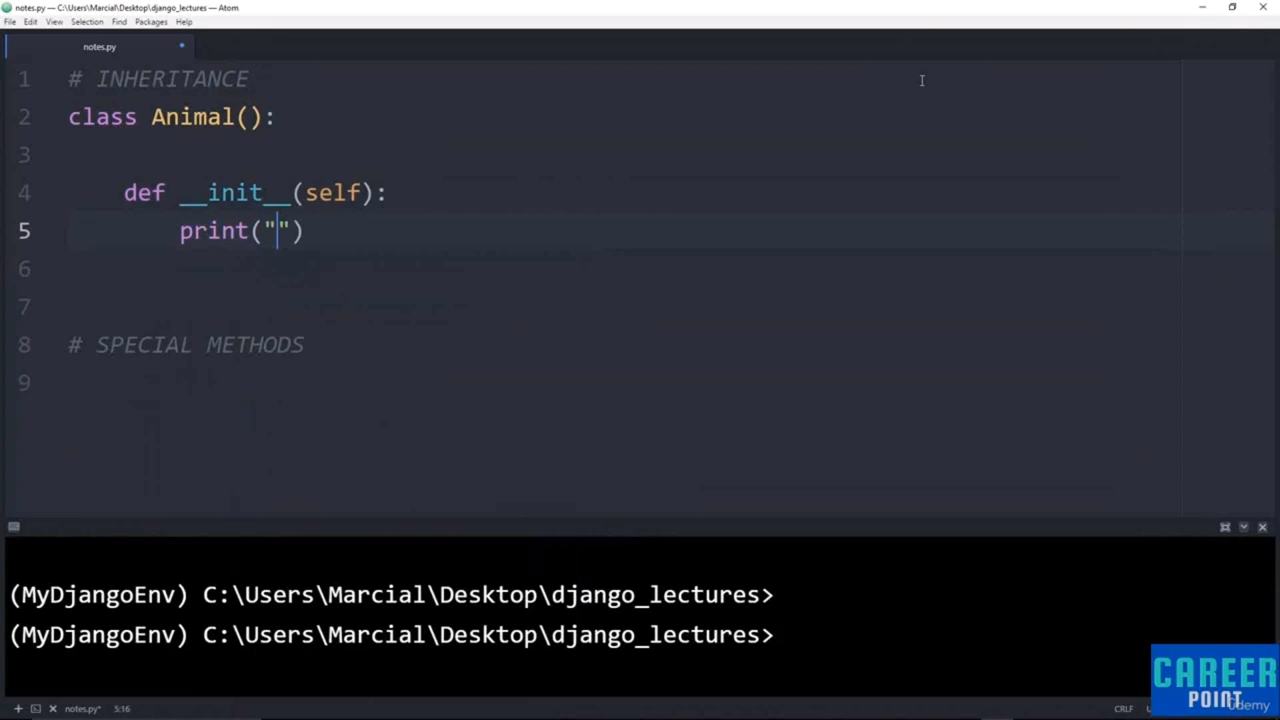 notes.py — C:\Users\Marcial\Desktop\django_lectures — Atom
File Edit View Selection Find Packages Help
notes.py
1 # INHERITANCE
2 class Animal():
3
4 def __init__(self):
5 print("")
6
7
8 # SPECIAL METHODS
9
(MyDjangoEnv) C:\Users\Marcial\Desktop\django_lectures>
(MyDjangoEnv) C:\Users\Marcial\Desktop\django_lectures>
CAREER
POINT
udemy
notes.py* 5:16 CRLF